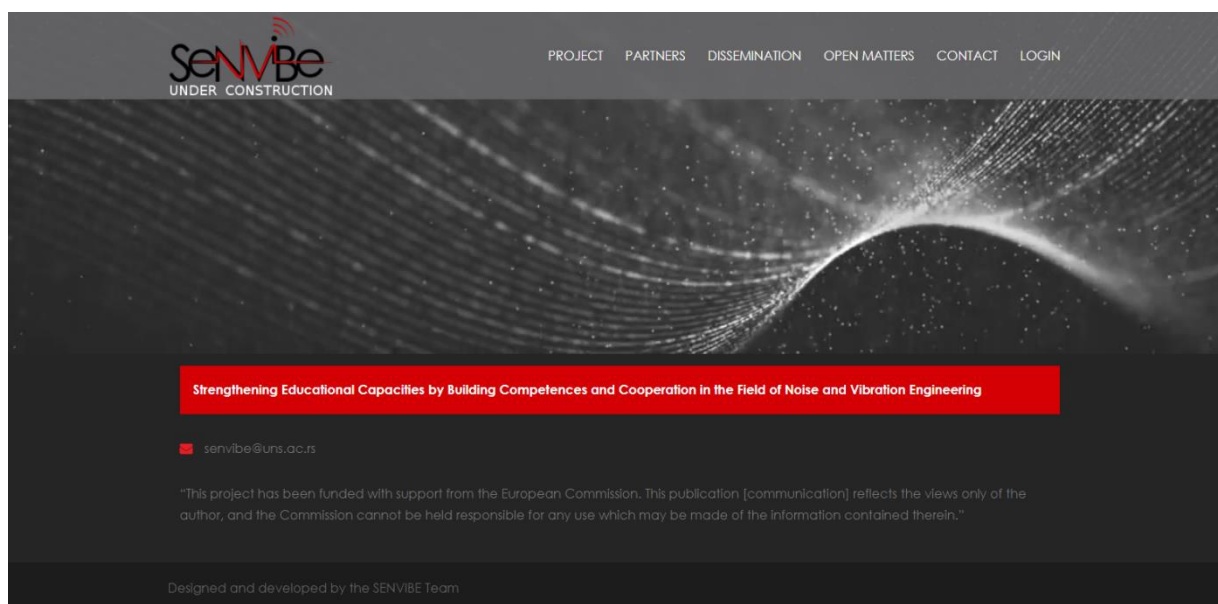 SeNViBe
UNDER CONSTRUCTION
PROJECT PARTNERS DISSEMINATION OPEN MATTERS CONTACT LOGIN
Strengthening Educational Capacities by Building Competences and Cooperation in the Field of Noise and Vibration Engineering
senvibe@uns.ac.rs
"This project has been funded with support from the European Commission. This publication [communication] reflects the views only of the
author, and the Commission cannot be held responsible for any use which may be made of the information contained therein."
Designed and developed by the SENVIBE Team